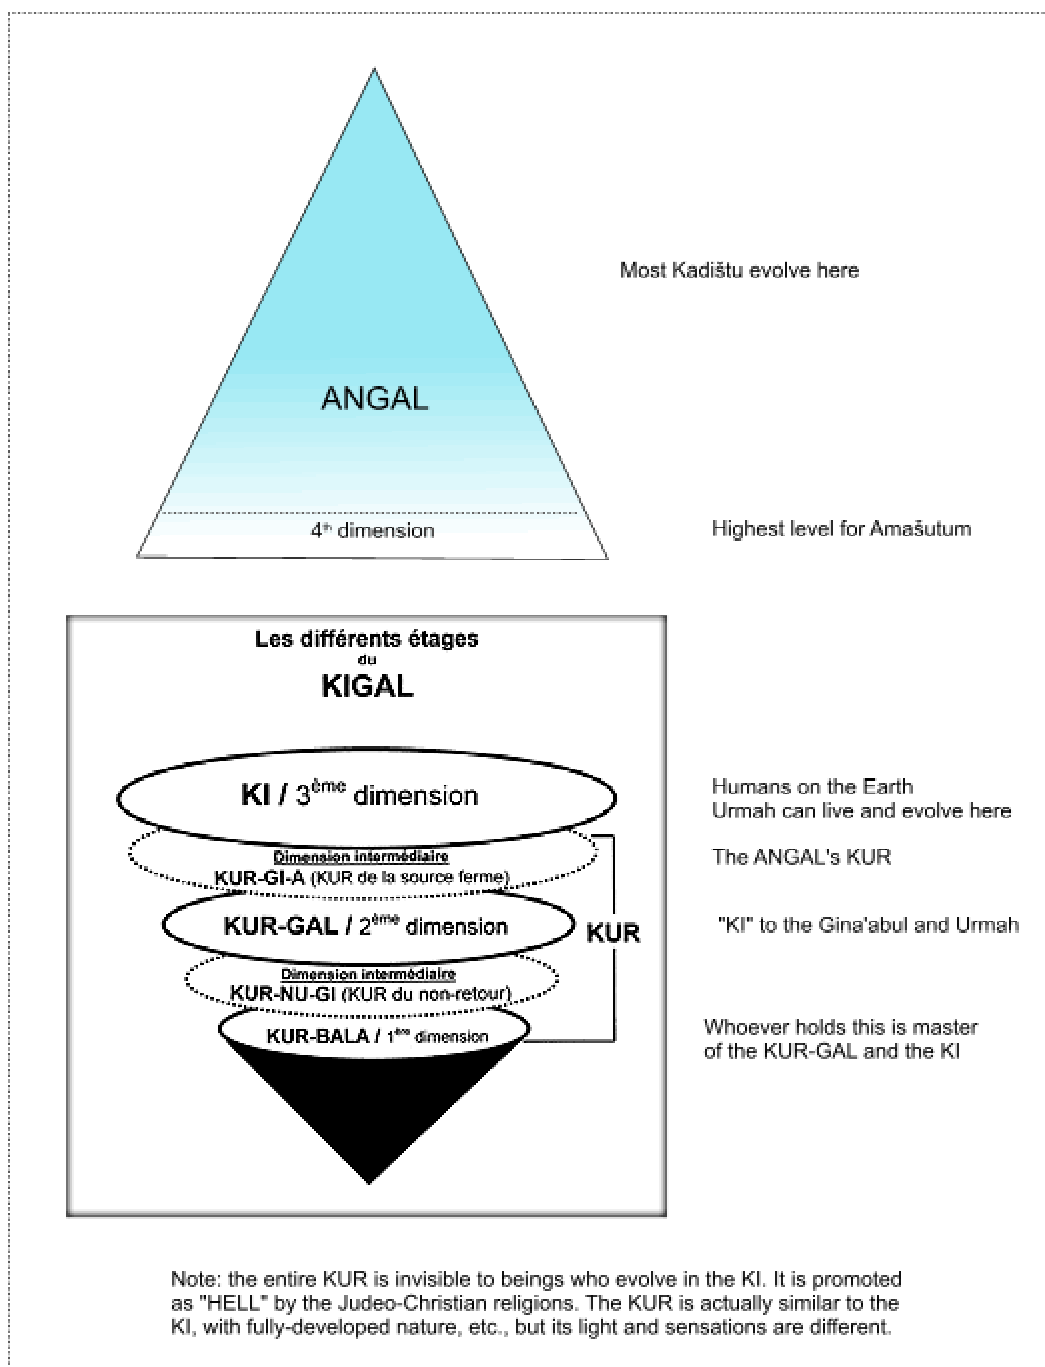 Most Kadištu evolve here
ANGAL
4th dimension
Highest level for Amašutum
Les différents étages
du
KIGAL
KI / 3ème dimension
Humans on the Earth
Urmah can live and evolve here
Dimension intermédiaire
KUR-GI-A (KUR de la source ferme)
The ANGAL's KUR
KUR-GAL / 2ème dimension
KUR
"KI" to the Gina'abul and Urmah
Dimension intermédiaire
KUR-NU-GI (KUR du non-retour)
KUR-BALA / 1ère dimension
Whoever holds this is master
of the KUR-GAL and the KI
Note: the entire KUR is invisible to beings who evolve in the KI. It is promoted
as "HELL" by the Judeo-Christian religions. The KUR is actually similar to the
KI, with fully-developed nature, etc., but its light and sensations are different.